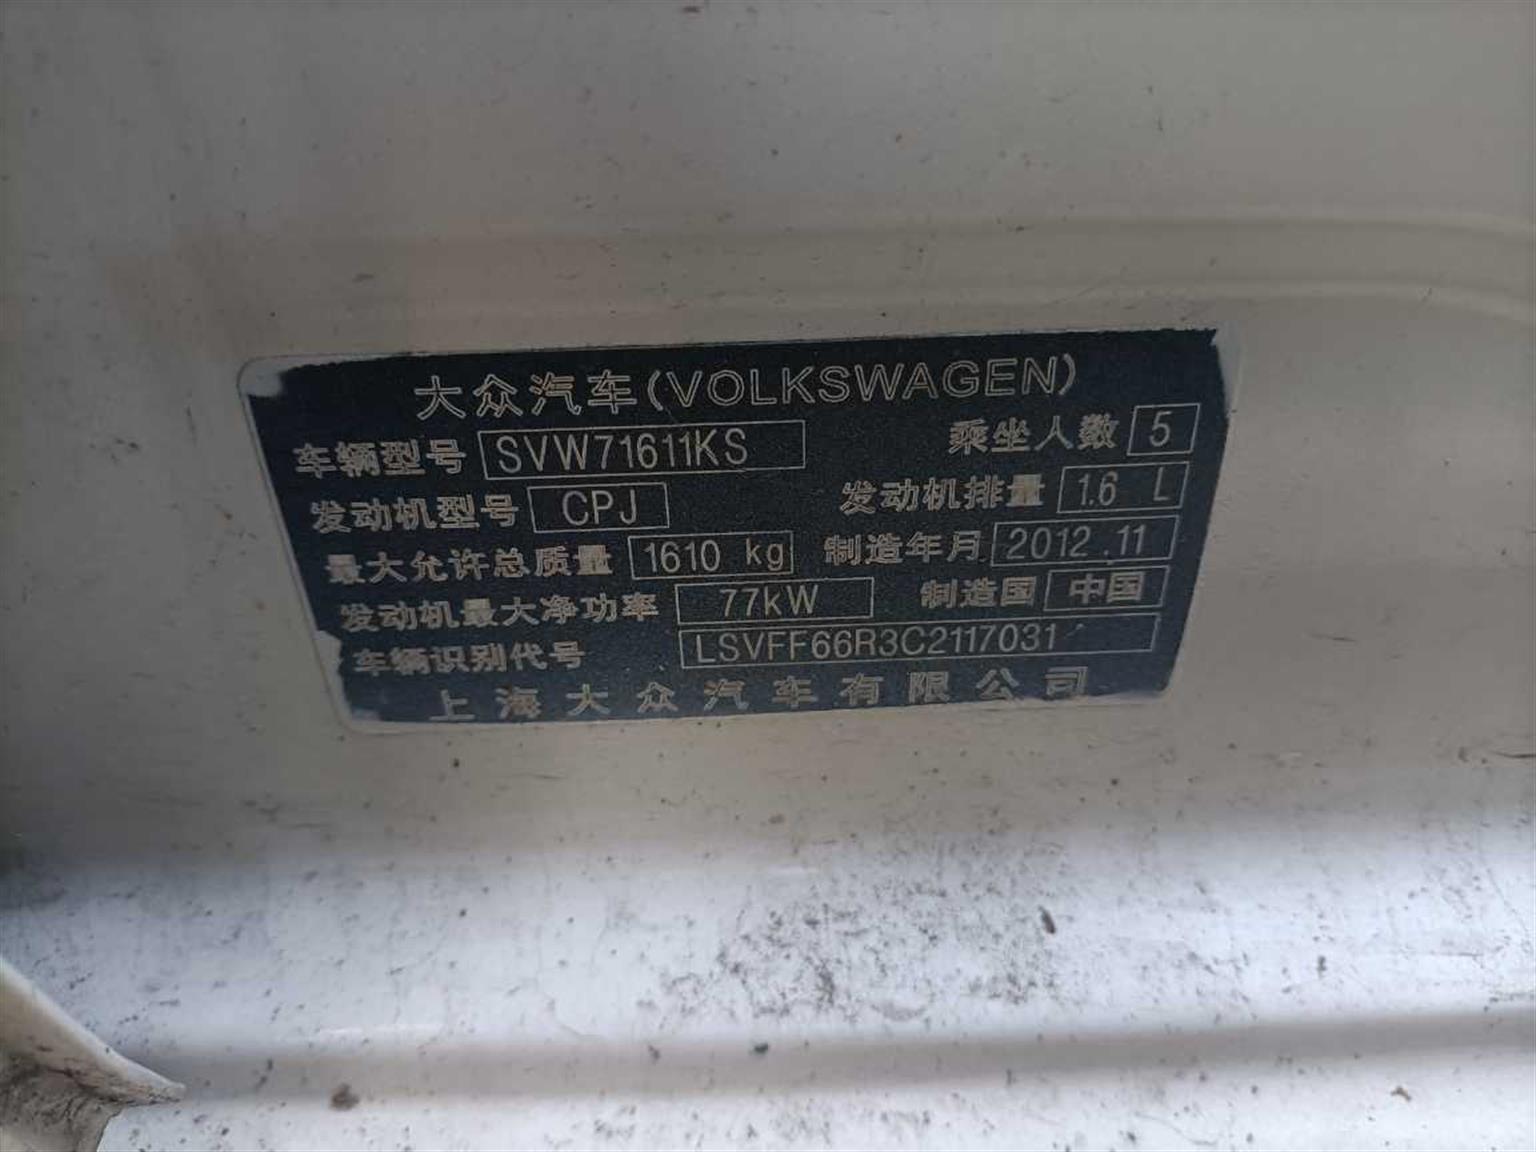 大众汽车(VOLKSWAGEN)
车辆型号 SVW71611KS 乘坐人数 5
发动机型号 CPJ 发动机排量 1.6 L
最大允许总质量 1610 kg 制造年月 2012.11
发动机最大净功率 77kW 制造国 中国
车辆识别代号 LSVFF66R3C2117031
上海大众汽车有限公司